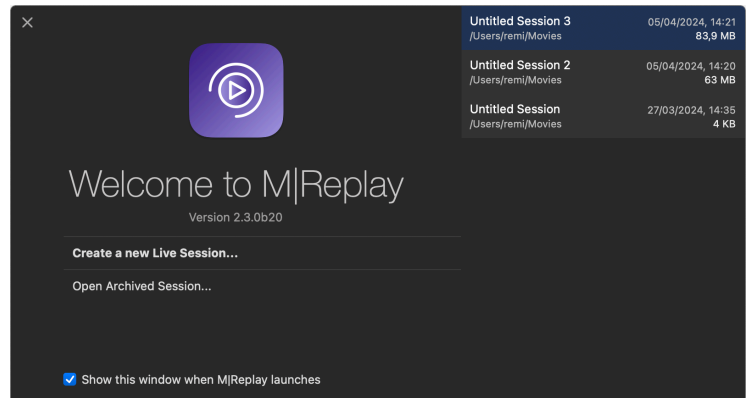 Welcome to M|Replay
Version 2.3.0b20
Create a new Live Session...
Open Archived Session...
Show this window when M|Replay launches
Untitled Session 3 05/04/2024, 14:21
/Users/remi/Movies 83,9 MB
Untitled Session 2 05/04/2024, 14:20
/Users/remi/Movies 63 MB
Untitled Session 27/03/2024, 14:35
/Users/remi/Movies 4 KB